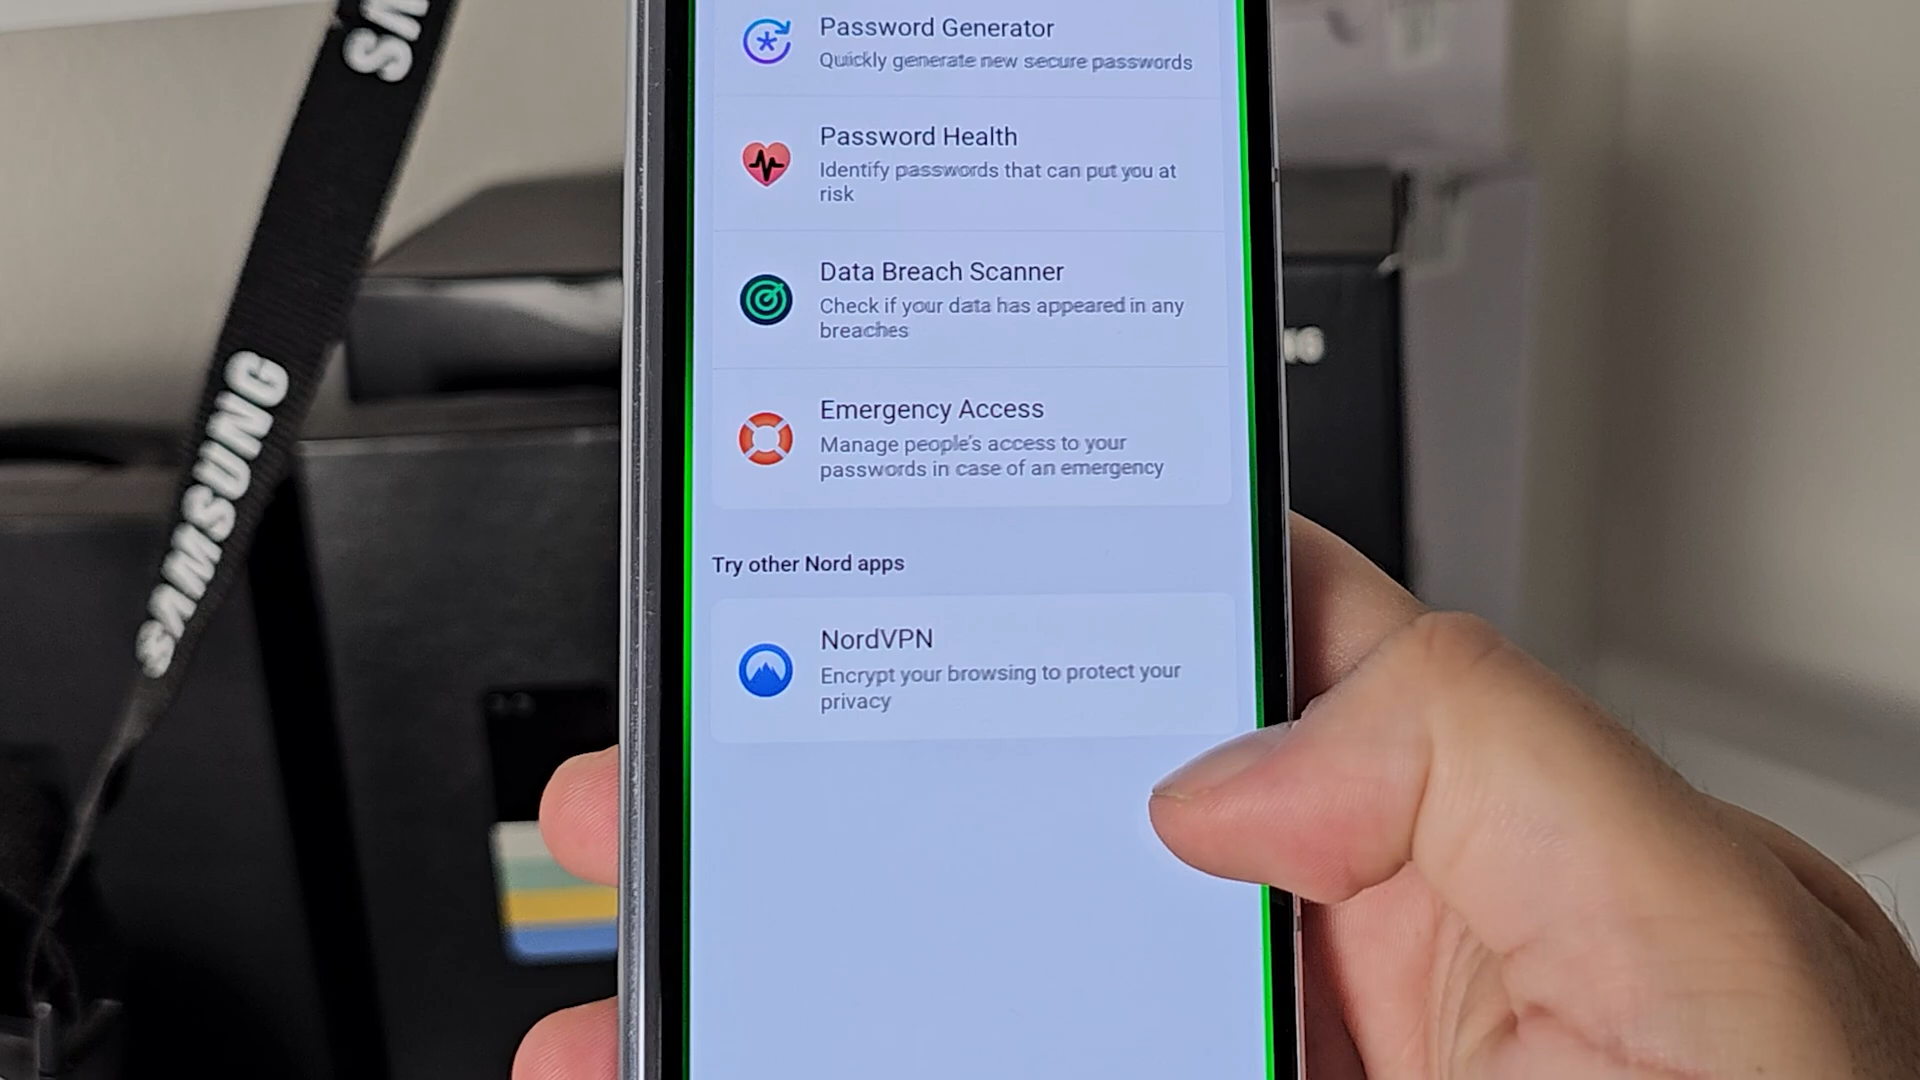 Password Generator
Quickly generate new secure passwords
Password Health
Identify passwords that can put you at
risk
Data Breach Scanner
Check if your data has appeared in any
breaches
Emergency Access
Manage people's access to your
passwords in case of an emergency
Try other Nord apps
NordVPN
Encrypt your browsing to protect your
privacy
SAMSUNG